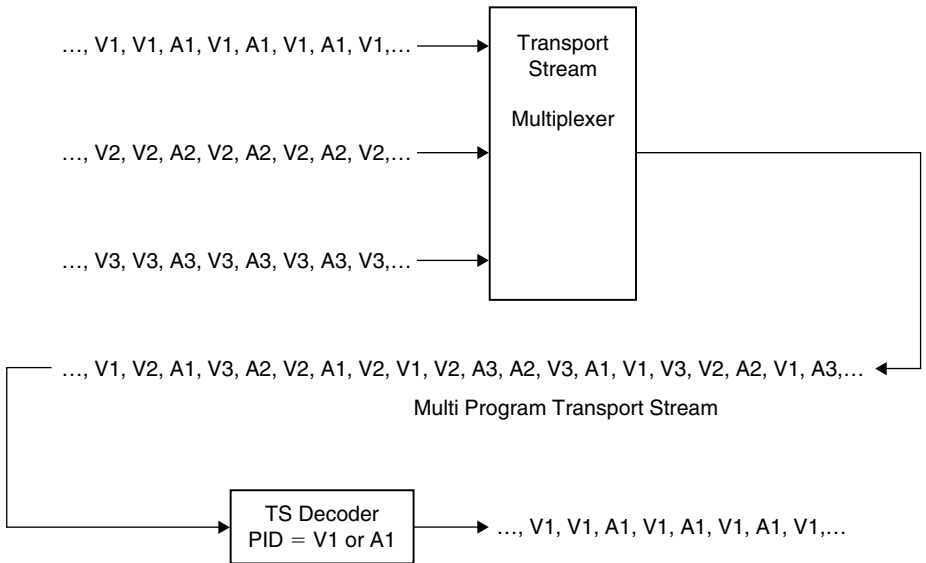 …, V1, V1, A1, V1, A1, V1, A1, V1,…
Transport
Stream
Multiplexer
…, V2, V2, A2, V2, A2, V2, A2, V2,…
…, V3, V3, A3, V3, A3, V3, A3, V3,…
…, V1, V2, A1, V3, A2, V2, A1, V2, V1, V2, A3, A2, V3, A1, V1, V3, V2, A2, V1, A3,…
Multi Program Transport Stream
TS Decoder
PID = V1 or A1
…, V1, V1, A1, V1, A1, V1, A1, V1,…